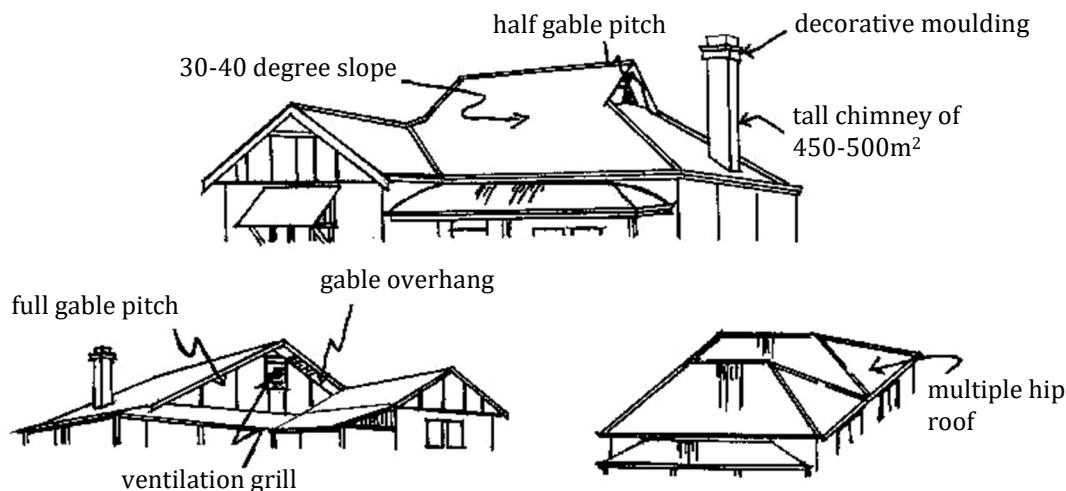 half gable pitch
decorative moulding
30-40 degree slope
tall chimney of
450-500m²
gable overhang
full gable pitch
multiple hip
roof
ventilation grill